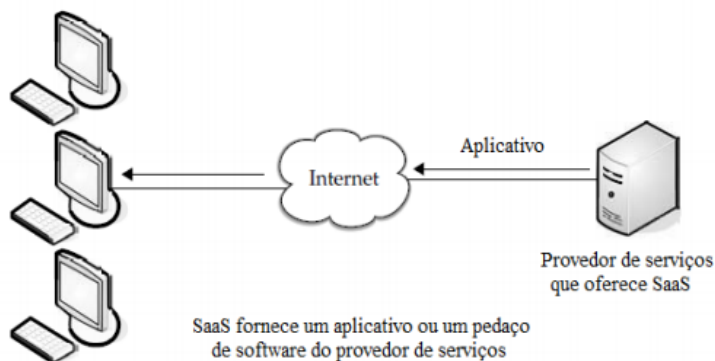 Aplicativo
Internet
Provedor de serviços
que oferece SaaS
SaaS fornece um aplicativo ou um pedaço
de software do provedor de serviços